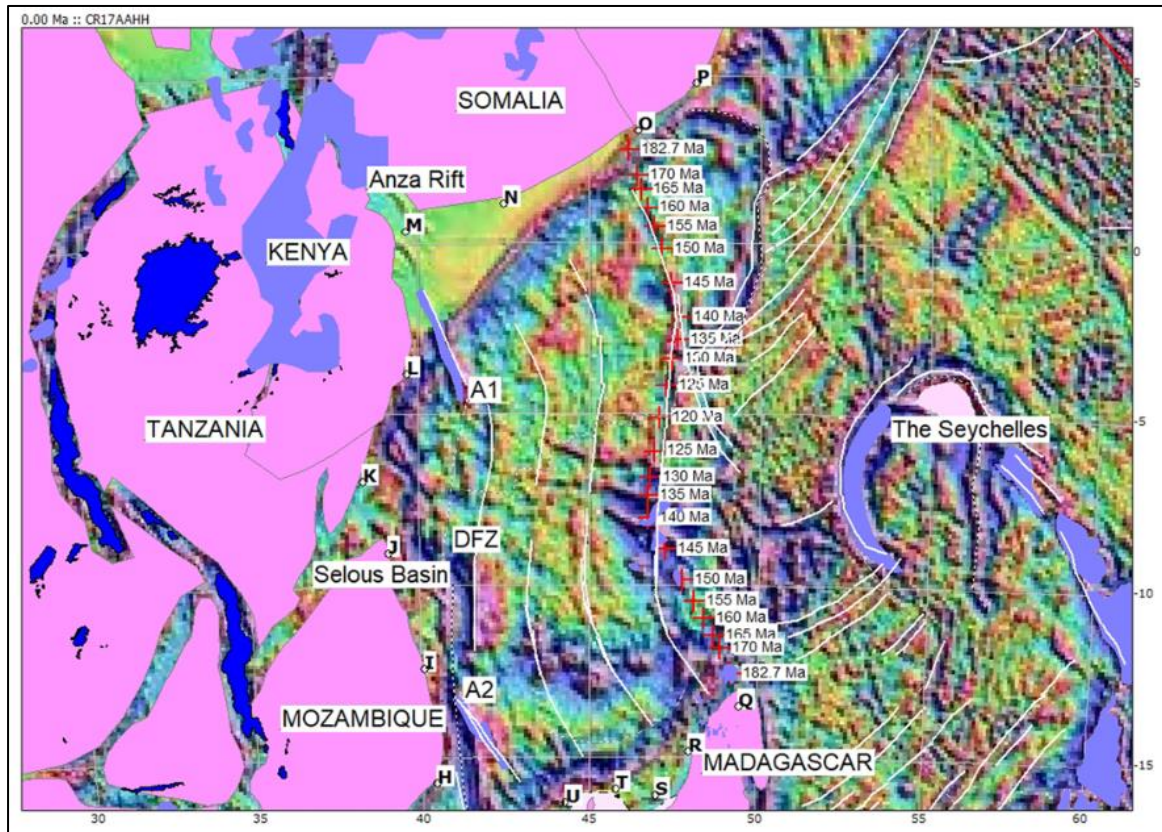 0.00 Ma :: CR17AAHH
P
5
SOMALIA
O
182.7 Ma
Anza Rift
170 Ma
165 Ma
N
160 Ma
M
155 Ma
KENYA
150 Ma
0
145 Ma
140 Ma
135 Ma
130 Ma
L
125 Ma
A1
120 Ma
-5
TANZANIA
The Seychelles
125 Ma
K
130 Ma
135 Ma
140 Ma
DFZ
J
145 Ma
Selous Basin
150 Ma
-10
155 Ma
160 Ma
165 Ma
170 Ma
I
182.7 Ma
A2
Q
MOZAMBIQUE
R
MADAGASCAR
H
T
S
U
-15
30
35
40
45
50
55
60